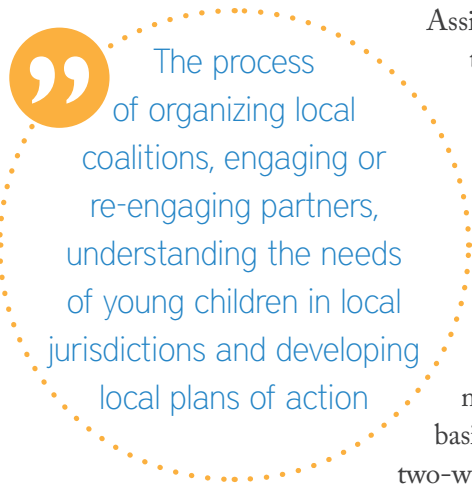 ”
The process
of organizing local
coalitions, engaging or
re-engaging partners,
understanding the needs
of young children in local
jurisdictions and developing
local plans of action